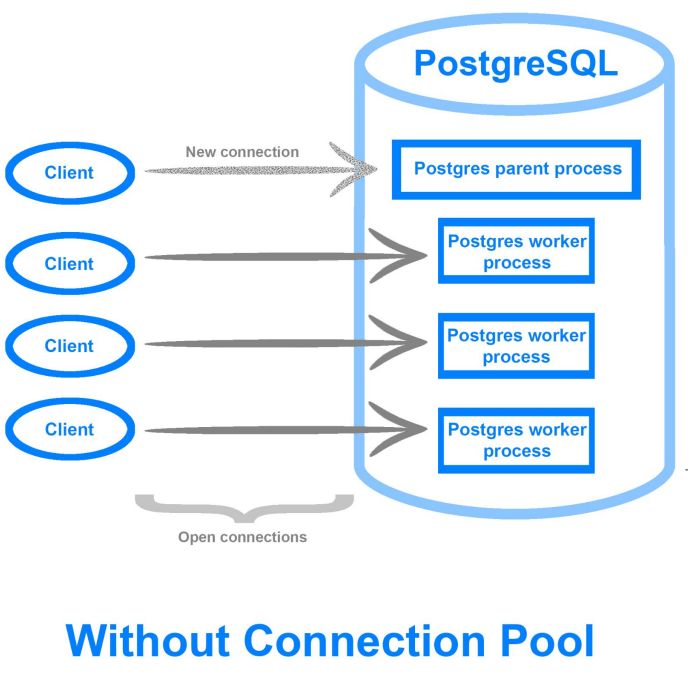 PostgreSQL
New connection
Client
Postgres parent process
Client
Postgres worker
process
Client
Postgres worker
process
Client
Postgres worker
process
Open connections
Without Connection Pool